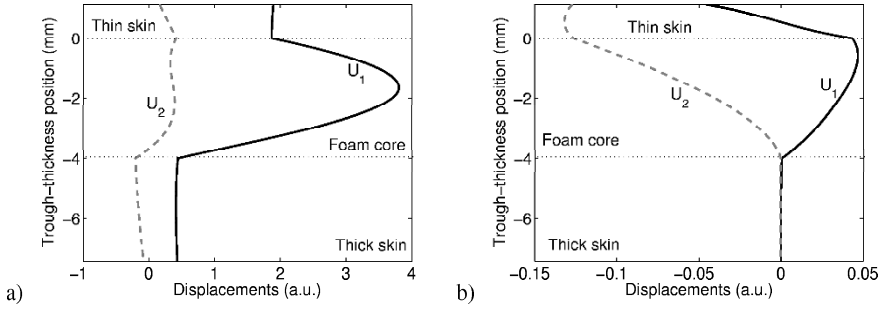 a)
Trough−thickness position (mm)
0
−2
−4
−6
Thin skin
U1
U2
Foam core
Thick skin
−1 0 1 2 3 4
Displacements (a.u.)
b)
Trough−thickness position (mm)
0
−2
−4
−6
Thin skin
U1
U2
Foam core
Thick skin
−0.15 −0.1 −0.05 0 0.05
Displacements (a.u.)